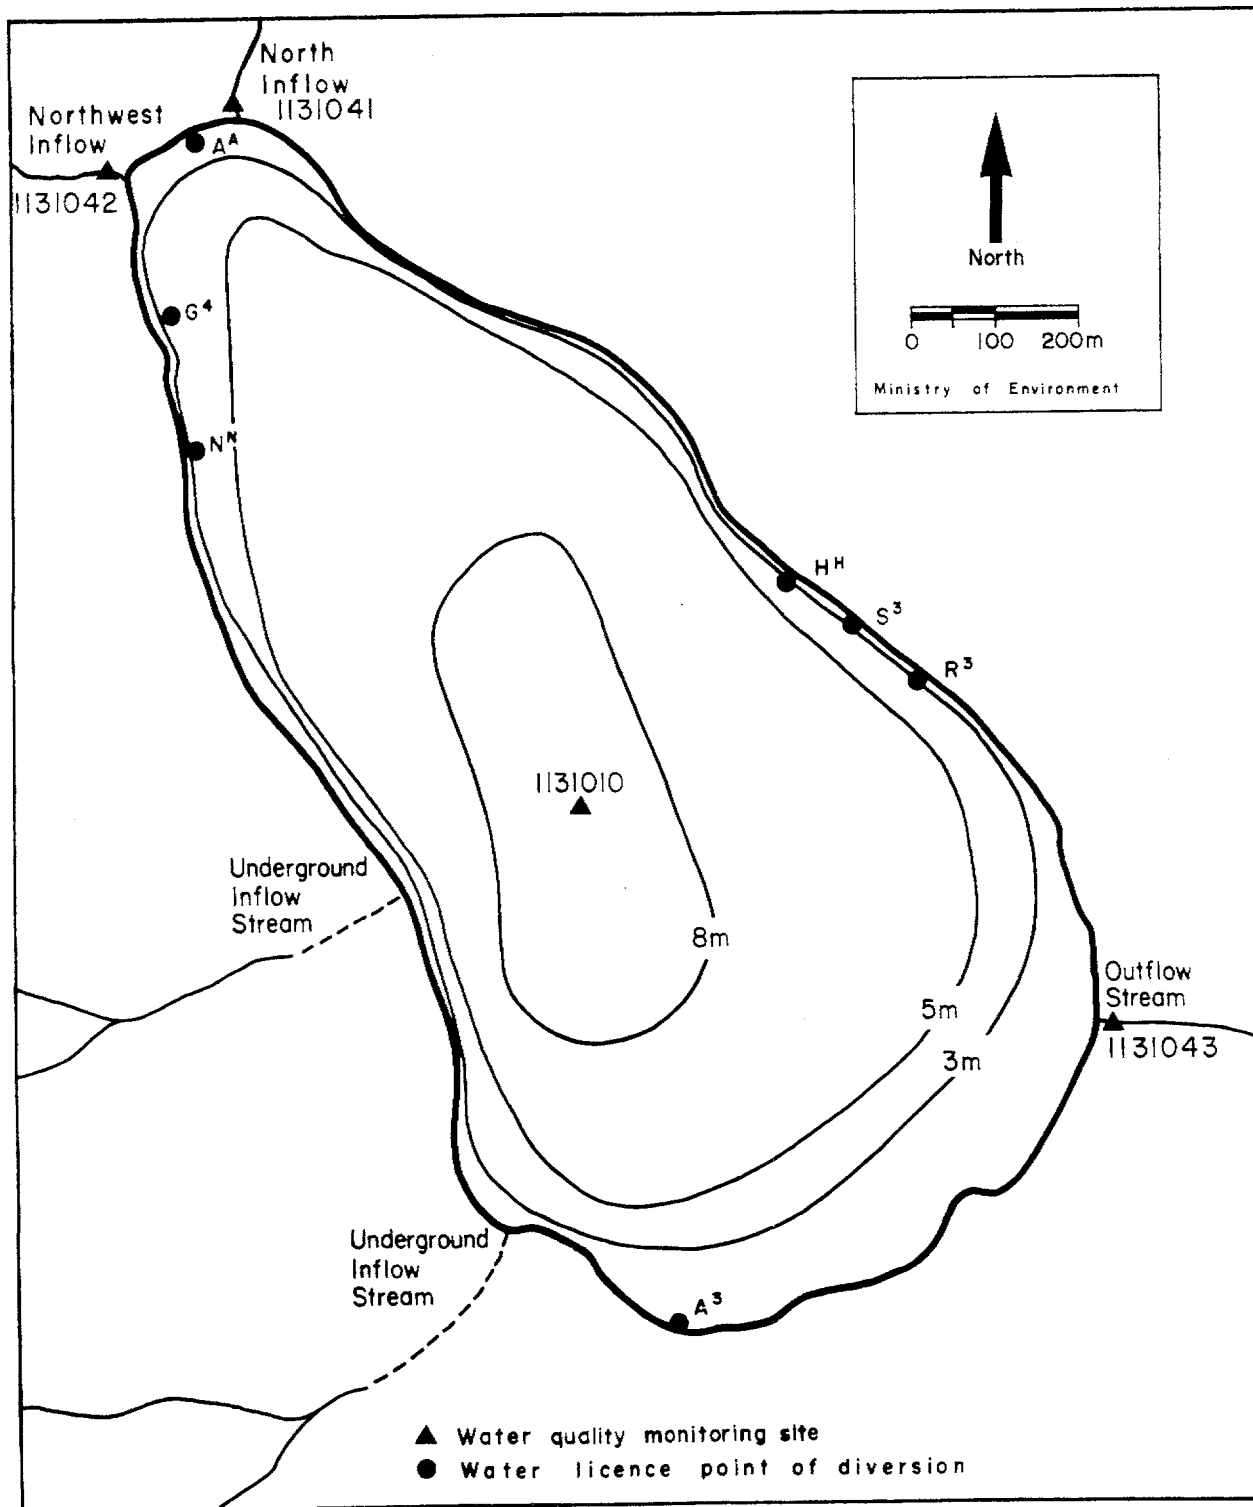 North
Inflow
1131041
Northwest
Inflow
1131042
A^A
G^4
N^N
North
0 100 200m
Ministry of Environment
H^H
S^3
R^3
1131010
Underground
Inflow
Stream
8m
5m
3m
Outflow
Stream
1131043
Underground
Inflow
Stream
A^3
Water quality monitoring site
Water licence point of diversion